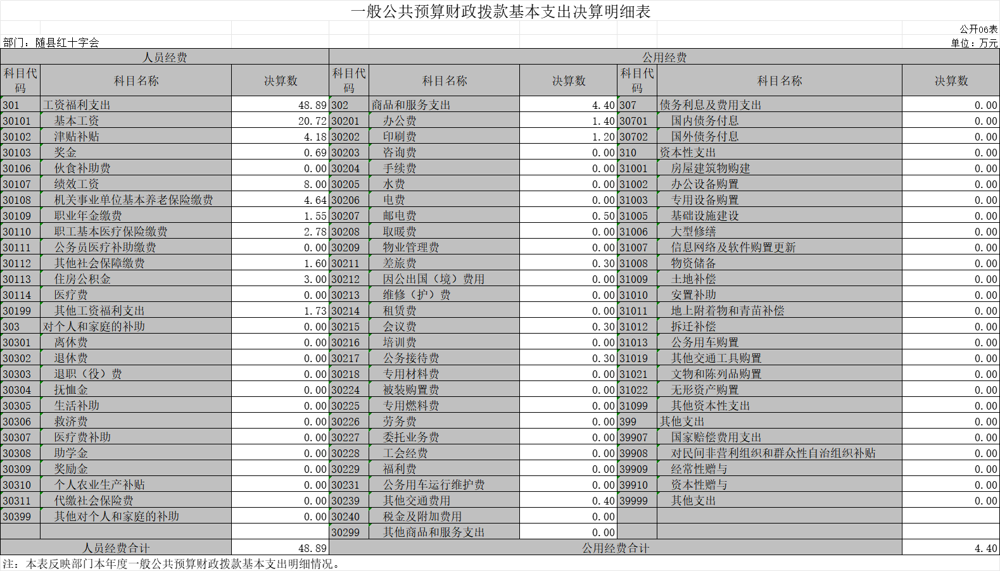 一般公共预算财政拨款基本支出决算明细表
公开06表
部门：随县红十字会 单位：万元
人员经费 公用经费
科目代码 科目名称 决算数 科目代码 科目名称 决算数 科目代码 科目名称 决算数
301 工资福利支出 48.89 302 商品和服务支出 4.40 307 债务利息及费用支出 0.00
30101 基本工资 20.72 30201 办公费 1.40 30701 国内债务付息 0.00
30102 津贴补贴 4.18 30202 印刷费 1.20 30702 国外债务付息 0.00
30103 奖金 0.69 30203 咨询费 0.00 310 资本性支出 0.00
30106 伙食补助费 0.00 30204 手续费 0.00 31001 房屋建筑物购建 0.00
30107 绩效工资 8.00 30205 水费 0.00 31002 办公设备购置 0.00
30108 机关事业单位基本养老保险缴费 4.64 30206 电费 0.00 31003 专用设备购置 0.00
30109 职业年金缴费 1.55 30207 邮电费 0.50 31005 基础设施建设 0.00
30110 职工基本医疗保险缴费 2.78 30208 取暖费 0.00 31006 大型修缮 0.00
30111 公务员医疗补助缴费 0.00 30209 物业管理费 0.00 31007 信息网络及软件购置更新 0.00
30112 其他社会保障缴费 1.60 30211 差旅费 0.30 31008 物资储备 0.00
30113 住房公积金 3.00 30212 因公出国（境）费用 0.00 31009 土地补偿 0.00
30114 医疗费 0.00 30213 维修（护）费 0.00 31010 安置补助 0.00
30199 其他工资福利支出 1.73 30214 租赁费 0.00 31011 地上附着物和青苗补偿 0.00
303 对个人和家庭的补助 0.00 30215 会议费 0.30 31012 拆迁补偿 0.00
30301 离休费 0.00 30216 培训费 0.00 31013 公务用车购置 0.00
30302 退休费 0.00 30217 公务接待费 0.30 31019 其他交通工具购置 0.00
30303 退职（役）费 0.00 30218 专用材料费 0.00 31021 文物和陈列品购置 0.00
30304 抚恤金 0.00 30224 被装购置费 0.00 31022 无形资产购置 0.00
30305 生活补助 0.00 30225 专用燃料费 0.00 31099 其他资本性支出 0.00
30306 救济费 0.00 30226 劳务费 0.00 399 其他支出 0.00
30307 医疗费补助 0.00 30227 委托业务费 0.00 39907 国家赔偿费用支出 0.00
30308 助学金 0.00 30228 工会经费 0.00 39908 对民间非营利组织和群众性自治组织补贴 0.00
30309 奖励金 0.00 30229 福利费 0.00 39909 经常性赠与 0.00
30310 个人农业生产补贴 0.00 30231 公务用车运行维护费 0.00 39910 资本性赠与 0.00
30311 代缴社会保险费 0.00 30239 其他交通费用 0.40 39999 其他支出 0.00
30399 其他对个人和家庭的补助 0.00 30240 税金及附加费用 0.00
30299 其他商品和服务支出 0.00
人员经费合计 48.89 公用经费合计 4.40
注：本表反映部门本年度一般公共预算财政拨款基本支出明细情况。